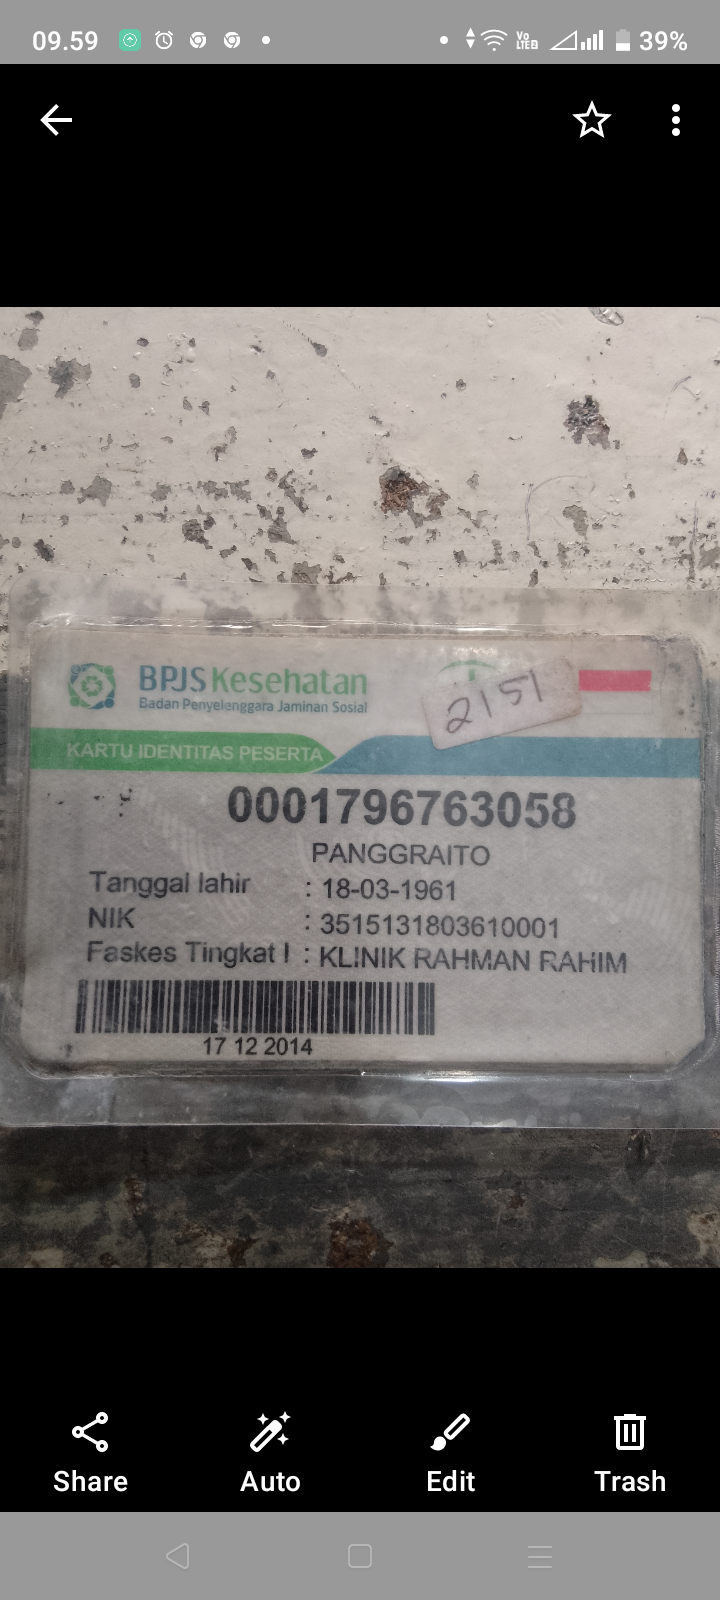 09.59
Vo
LTE
39%
BPJS Kesehatan
Badan Penyelenggara Jaminan Sosial
2151
KARTU IDENTITAS PESERTA
0001796763058
PANGGRAITO
Tanggal lahir : 18-03-1961
NIK : 3515131803610001
Faskes Tingkat I : KLINIK RAHMAN RAHIM
17 12 2014
Share Auto Edit Trash